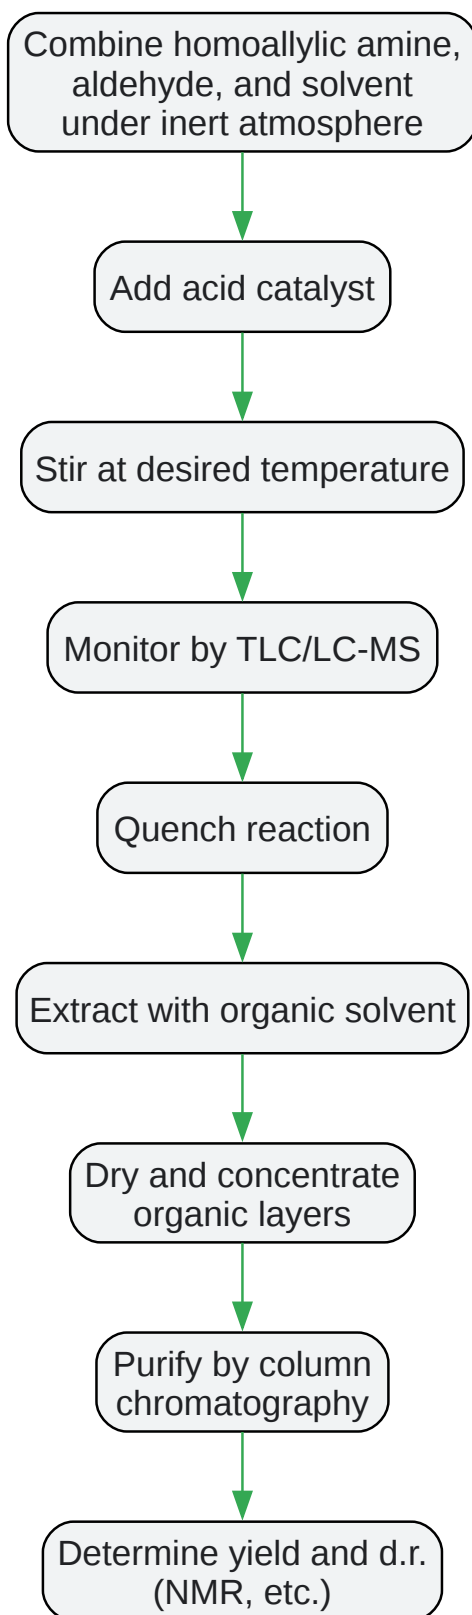 Combine homoallylic amine,
aldehyde, and solvent
under inert atmosphere
Add acid catalyst
Stir at desired temperature
Monitor by TLC/LC-MS
Quench reaction
Extract with organic solvent
Dry and concentrate
organic layers
Purify by column
chromatography
Determine yield and d.r.
(NMR, etc.)